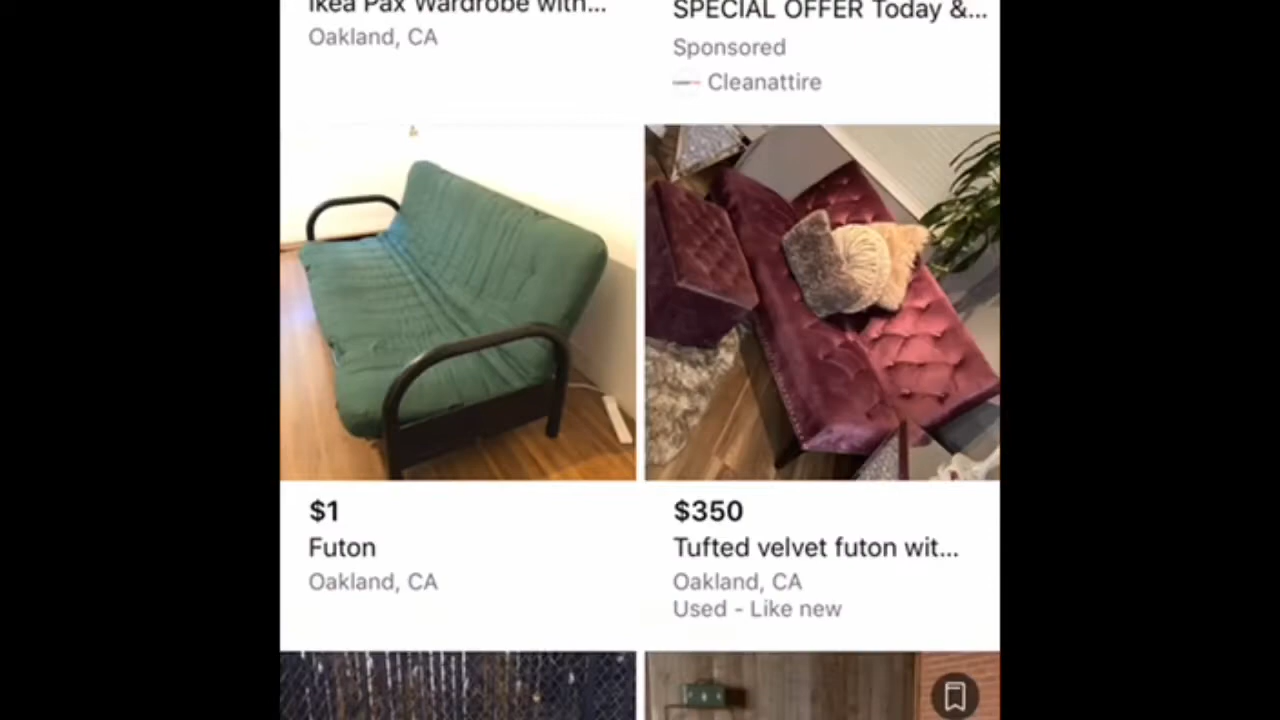 Ikea Pax Wardrobe with...
Oakland, CA
SPECIAL OFFER Today &...
Sponsored
Cleanattire
$1
Futon
Oakland, CA
$350
Tufted velvet futon wit...
Oakland, CA
Used - Like new